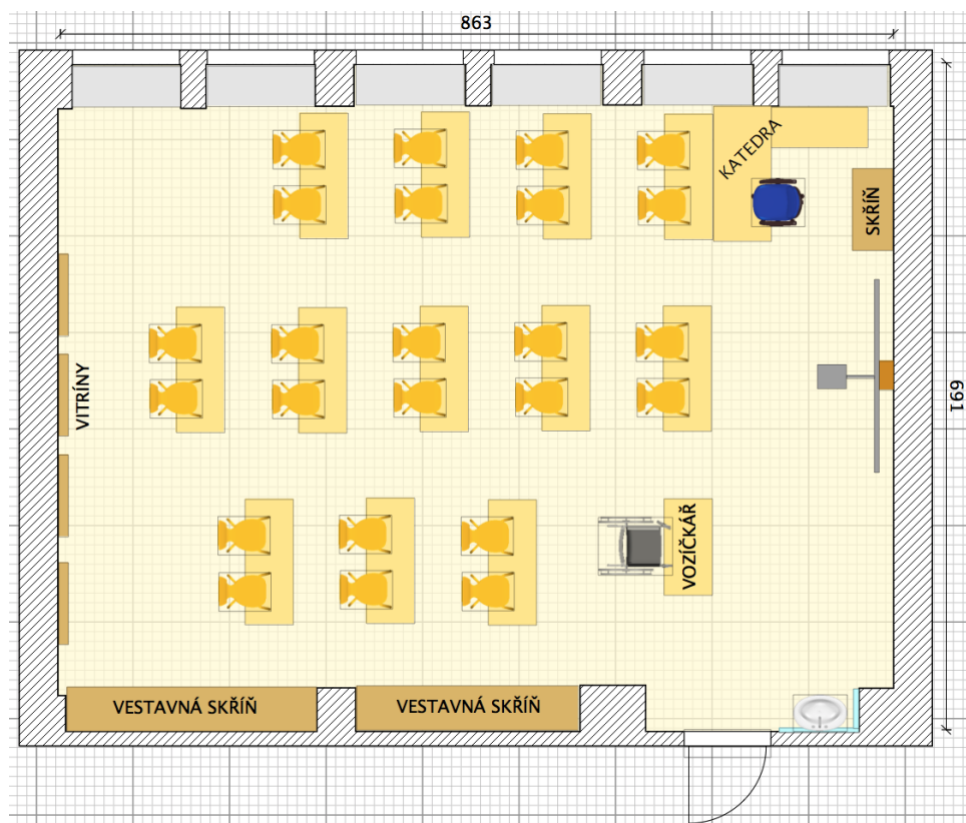 863
KATEDRA
SKŘÍŇ
VITRÍNY
691
VOZÍČKÁŘ
VESTAVNÁ SKŘÍŇ
VESTAVNÁ SKŘÍŇ